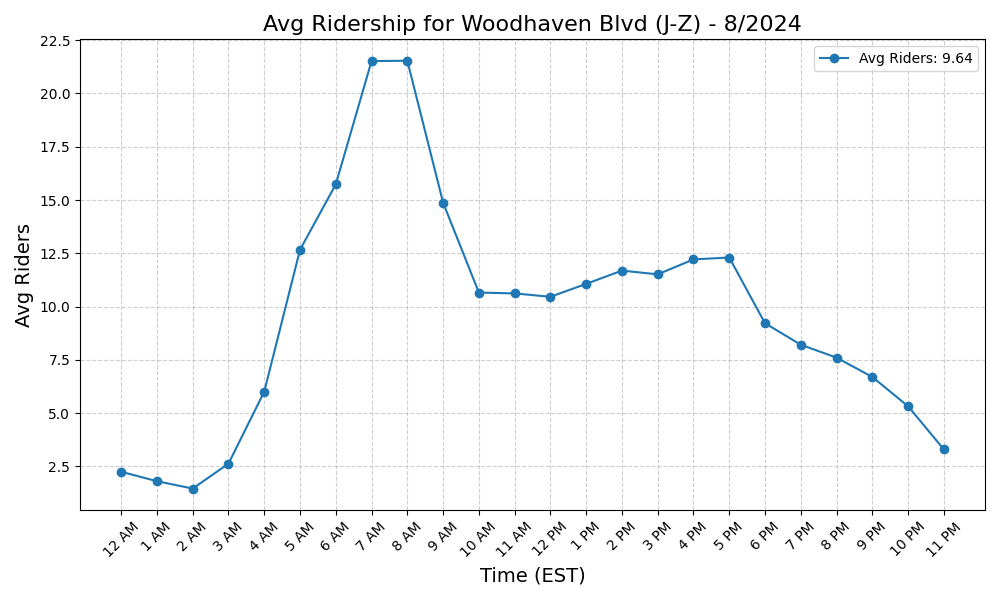 Avg Ridership for Woodhaven Blvd (J-Z) - 8/2024
Avg Riders: 9.64
Avg Riders
22.5
20.0
17.5
15.0
12.5
10.0
7.5
5.0
2.5
12 AM
1 AM
2 AM
3 AM
4 AM
5 AM
6 AM
7 AM
8 AM
9 AM
10 AM
11 AM
12 PM
1 PM
2 PM
3 PM
4 PM
5 PM
6 PM
7 PM
8 PM
9 PM
10 PM
11 PM
Time (EST)